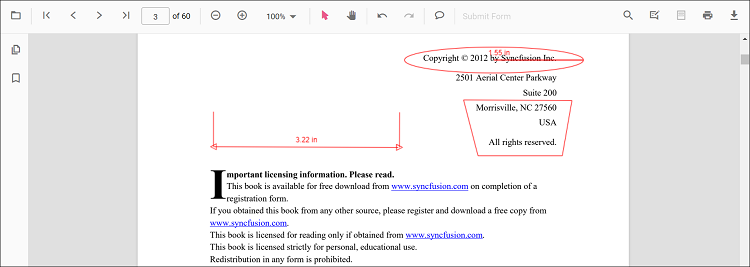 3 of 60 100% Submit Form
1.55 in
Copyright © 2012 by Syncfusion Inc.
2501 Aerial Center Parkway
Suite 200
Morrisville, NC 27560
USA
All rights reserved.
3.22 in
Important licensing information. Please read.
This book is available for free download from www.syncfusion.com on completion of a
registration form.
If you obtained this book from any other source, please register and download a free copy from
www.syncfusion.com.
This book is licensed for reading only if obtained from www.syncfusion.com.
This book is licensed strictly for personal, educational use.
Redistribution in any form is prohibited.